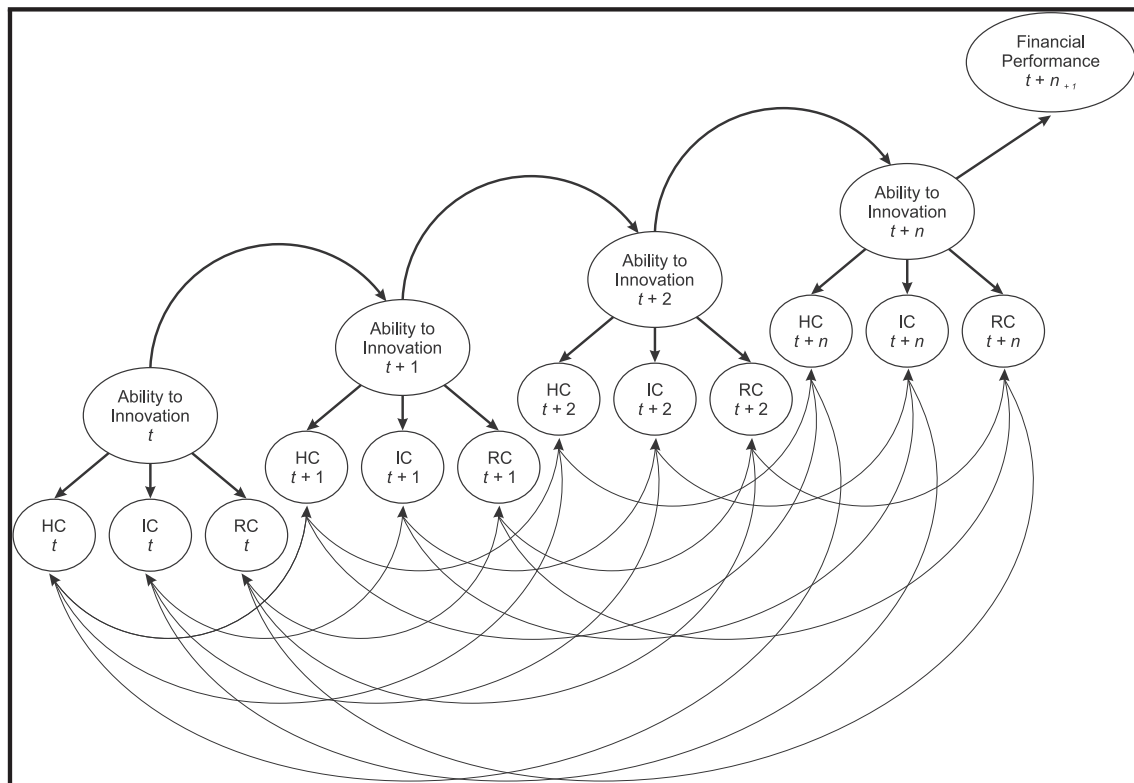 Financial
Performance
t + n + 1
Ability to
Innovation
t + n
Ability to
Innovation
t + 2
HC
t + n
IC
t + n
RC
t + n
Ability to
Innovation
t + 1
HC
t + 2
IC
t + 2
RC
t + 2
Ability to
Innovation
t
HC
t + 1
IC
t + 1
RC
t + 1
HC
t
IC
t
RC
t